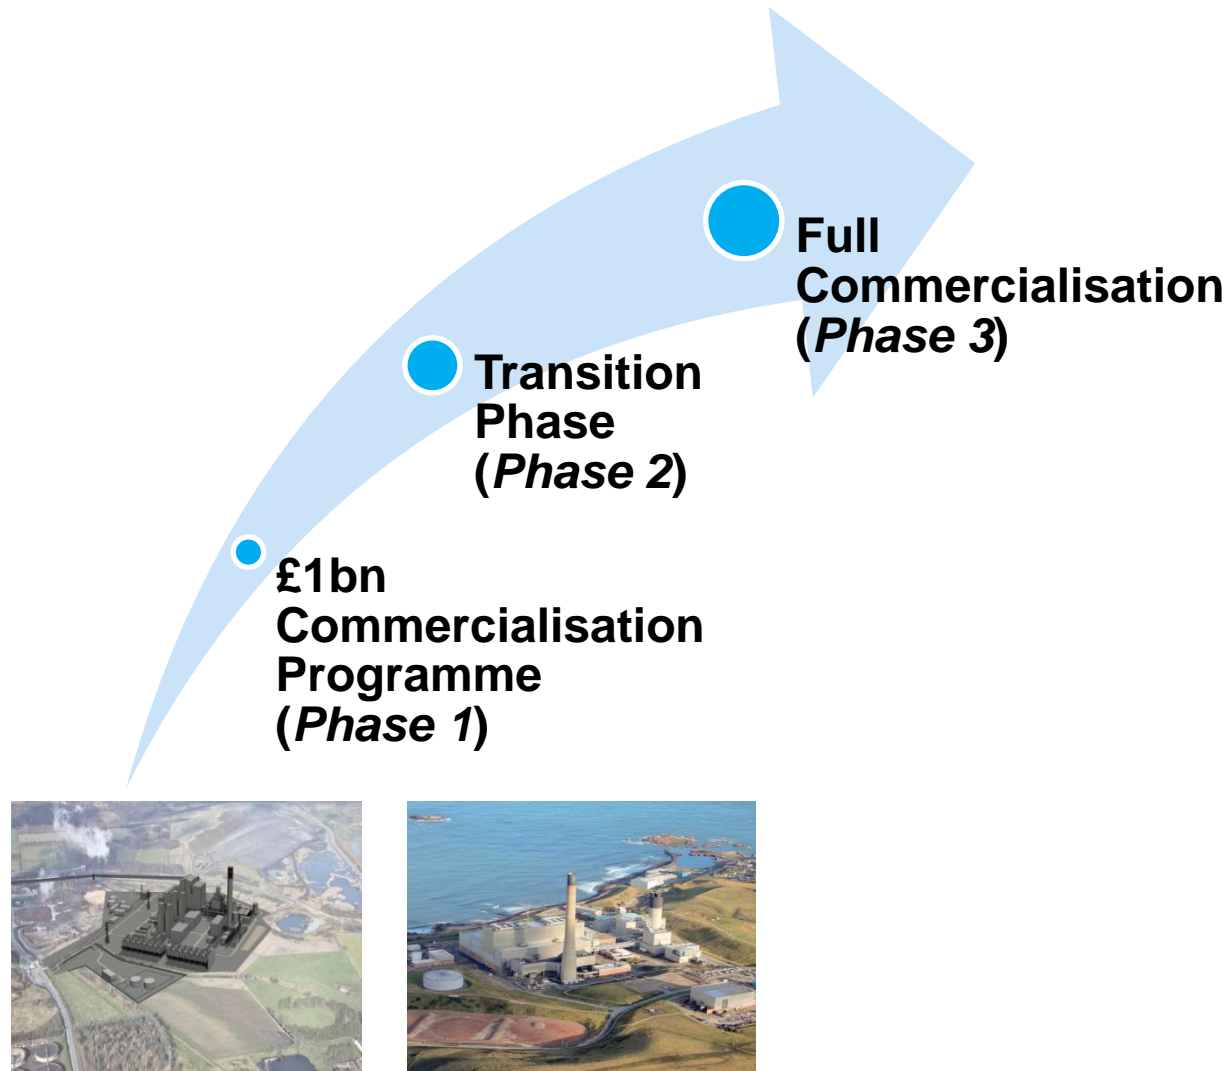 Full
Commercialisation
(Phase 3)
Transition
Phase
(Phase 2)
£1bn
Commercialisation
Programme
(Phase 1)